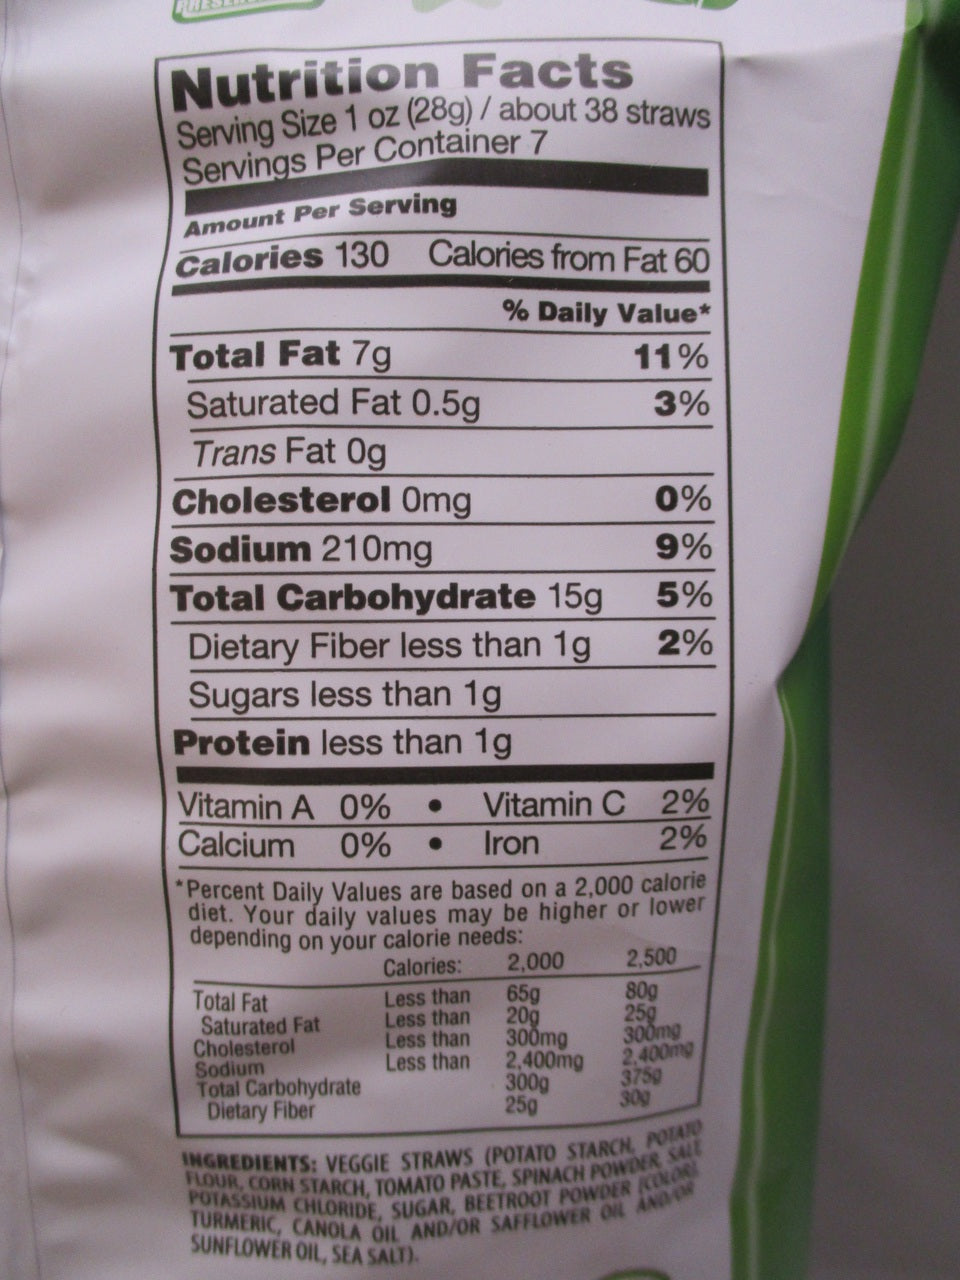 Nutrition Facts
Serving Size 1 oz (28g) / about 38 straws
Servings Per Container 7
Amount Per Serving
Calories 130 Calories from Fat 60
% Daily Value*
Total Fat 7g 11%
Saturated Fat 0.5g 3%
Trans Fat 0g
Cholesterol 0mg 0%
Sodium 210mg 9%
Total Carbohydrate 15g 5%
Dietary Fiber less than 1g 2%
Sugars less than 1g
Protein less than 1g
Vitamin A 0% • Vitamin C 2%
Calcium 0% • Iron 2%
*Percent Daily Values are based on a 2,000 calorie
diet. Your daily values may be higher or lower
depending on your calorie needs:
Calories: 2,000 2,500
Total Fat Less than 65g 80g
Saturated Fat Less than 20g 25g
Cholesterol Less than 300mg 300mg
Sodium Less than 2,400mg 2,400mg
Total Carbohydrate 300g 375g
Dietary Fiber 25g 30g
INGREDIENTS: VEGGIE STRAWS (POTATO STARCH, POTATO
FLOUR, CORN STARCH, TOMATO PASTE, SPINACH POWDER, SALT,
POTASSIUM CHLORIDE, SUGAR, BEETROOT POWDER [COLOR],
TURMERIC, CANOLA OIL AND/OR SAFFLOWER OIL AND/OR
SUNFLOWER OIL, SEA SALT).